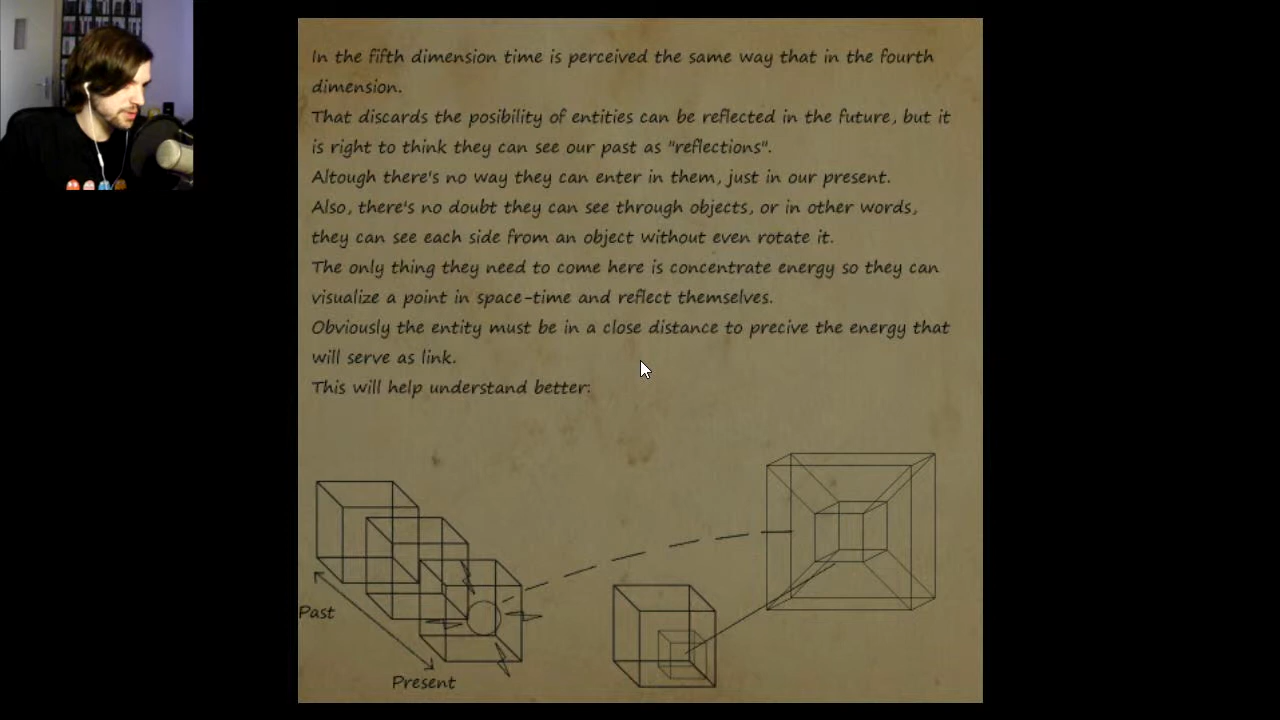 In the fifth dimension time is perceived the same way that in the fourth
dimension.
That discards the posibility of entities can be reflected in the future, but it
is right to think they can see our past as "reflections".
Altough there's no way they can enter in them, just in our present.
Also, there's no doubt they can see through objects, or in other words,
they can see each side from an object without even rotate it.
The only thing they need to come here is concentrate energy so they can
visualize a point in space-time and reflect themselves.
Obviously the entity must be in a close distance to precive the energy that
will serve as link.
This will help understand better:
Past
Present